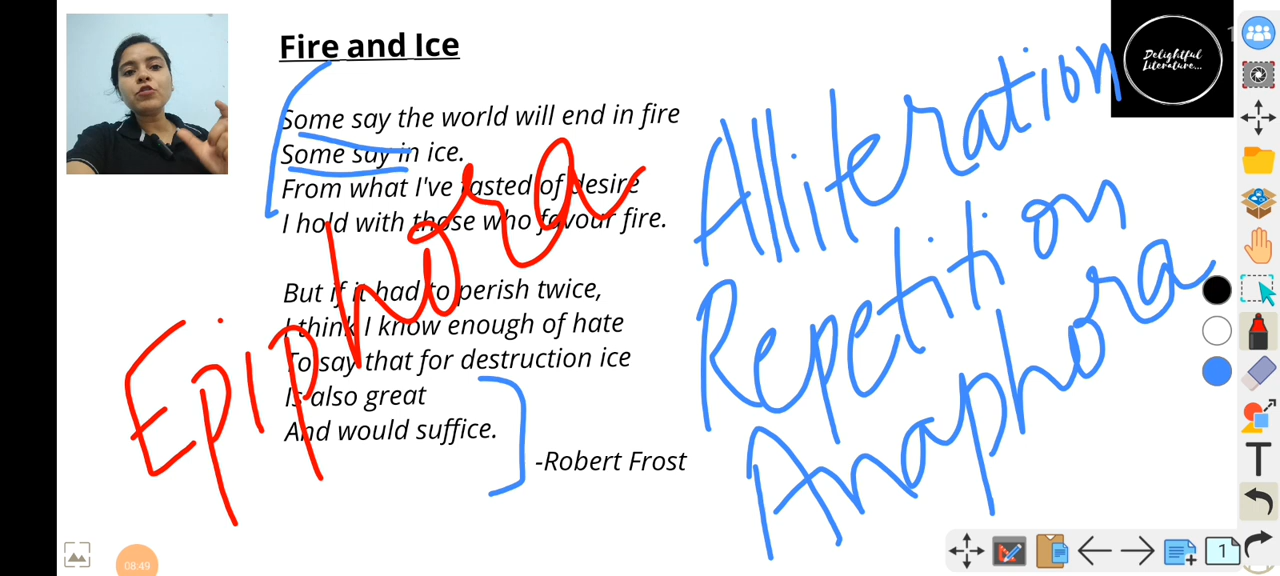 Fire and Ice
Delightful
Literature...
Some say the world will end in fire
Some say in ice.
From what I've tasted of desire
I hold with those who favour fire.
But if it had to perish twice,
I think I know enough of hate
To say that for destruction ice
Is also great
And would suffice.
-Robert Frost
Epiphora
Alliteration
Repetition
Anaphora
08:49
T
1